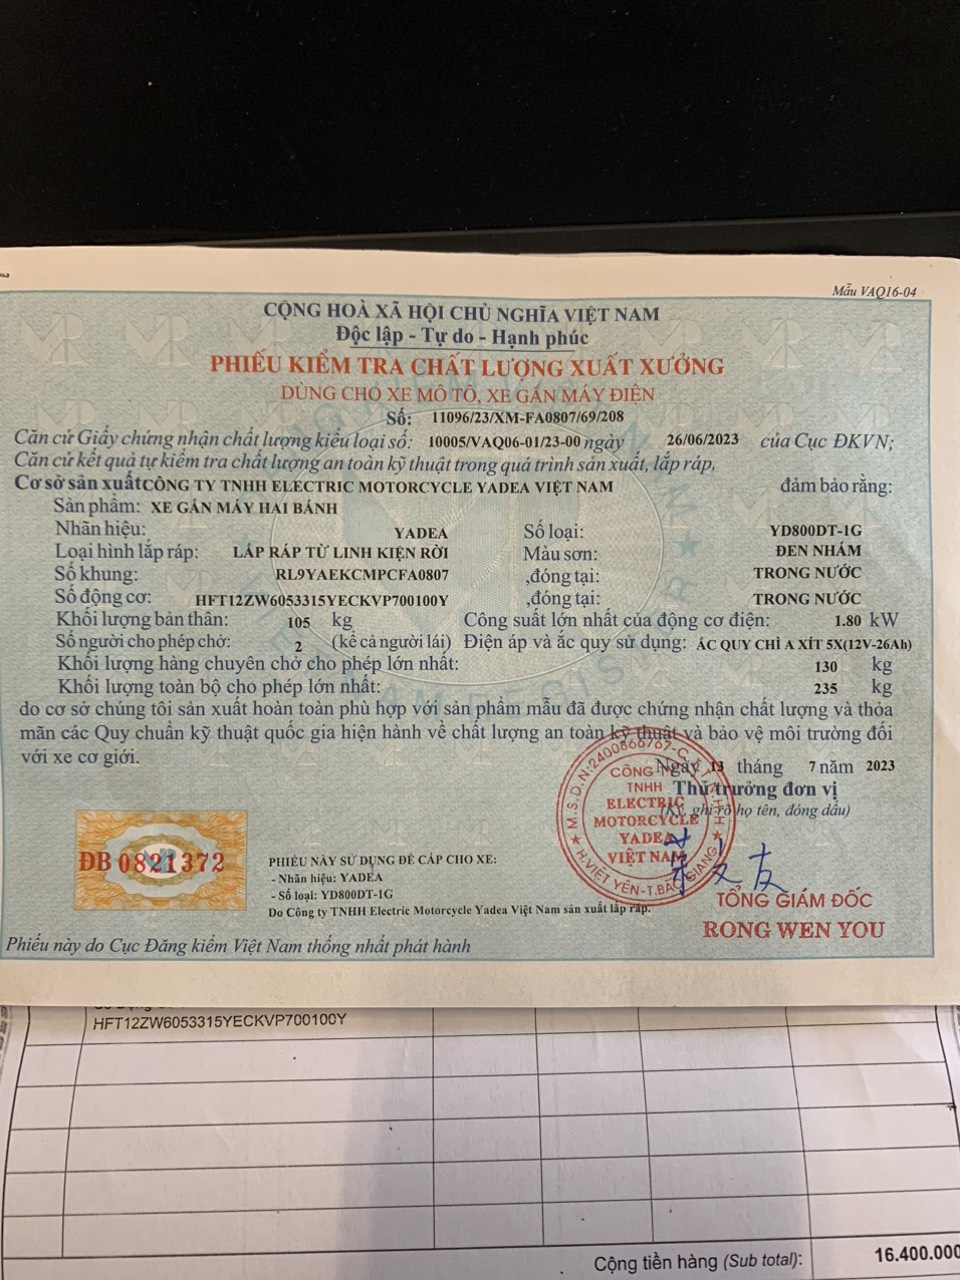 Mẫu VAQ16-04
CỘNG HOÀ XÃ HỘI CHỦ NGHĨA VIỆT NAM
Độc lập - Tự do - Hạnh phúc
PHIẾU KIỂM TRA CHẤT LƯỢNG XUẤT XƯỞNG
DÙNG CHO XE MÔ TÔ, XE GẮN MÁY ĐIỆN
Số: 11096/23/XM-FA0807/69/208
Căn cứ Giấy chứng nhận chất lượng kiểu loại số: 10005/VAQ06-01/23-00 ngày 26/06/2023 của Cục ĐKVN;
Căn cứ kết quả tự kiểm tra chất lượng an toàn kỹ thuật trong quá trình sản xuất, lắp ráp,
Cơ sở sản xuất CÔNG TY TNHH ELECTRIC MOTORCYCLE YADEA VIỆT NAM đảm bảo rằng:
Sản phẩm: XE GẮN MÁY HAI BÁNH
Nhãn hiệu: YADEA Số loại: YD800DT-1G
Loại hình lắp ráp: LẮP RÁP TỪ LINH KIỆN RỜI Màu sơn: ĐEN NHÁM
Số khung: RL9YAEKCMPCFA0807 ,đóng tại: TRONG NƯỚC
Số động cơ: HFT12ZW6053315YECKVP700100Y ,đóng tại: TRONG NƯỚC
Khối lượng bản thân: 105 kg Công suất lớn nhất của động cơ điện: 1.80 kW
Số người cho phép chở: 2 (kể cả người lái) Điện áp và ắc quy sử dụng: ÁC QUY CHÌ A XÍT 5X(12V-26Ah)
Khối lượng hàng chuyên chở cho phép lớn nhất: 130 kg
Khối lượng toàn bộ cho phép lớn nhất: 235 kg
do cơ sở chúng tôi sản xuất hoàn toàn phù hợp với sản phẩm mẫu đã được chứng nhận chất lượng và thỏa
mãn các Quy chuẩn kỹ thuật quốc gia hiện hành về chất lượng an toàn kỹ thuật và bảo vệ môi trường đối
với xe cơ giới.
Ngày 13 tháng 7 năm 2023
Thủ trưởng đơn vị
(Ký, ghi rõ họ tên, đóng dấu)
M.S.D.N:2400866767-C.T.T.N.H.H
CÔNG TY
TNHH
ELECTRIC
MOTORCYCLE
YADEA
VIỆT NAM
H.VIỆT YÊN-T.BẮC GIANG
ĐB 0821372
PHIẾU NÀY SỬ DỤNG ĐỂ CẤP CHO XE:
- Nhãn hiệu: YADEA
- Số loại: YD800DT-1G
Do Công ty TNHH Electric Motorcycle Yadea Việt Nam sản xuất lắp ráp.
TỔNG GIÁM ĐỐC
RONG WEN YOU
Phiếu này do Cục Đăng kiểm Việt Nam thống nhất phát hành
HFT12ZW6053315YECKVP700100Y
Cộng tiền hàng (Sub total): 16.400.000